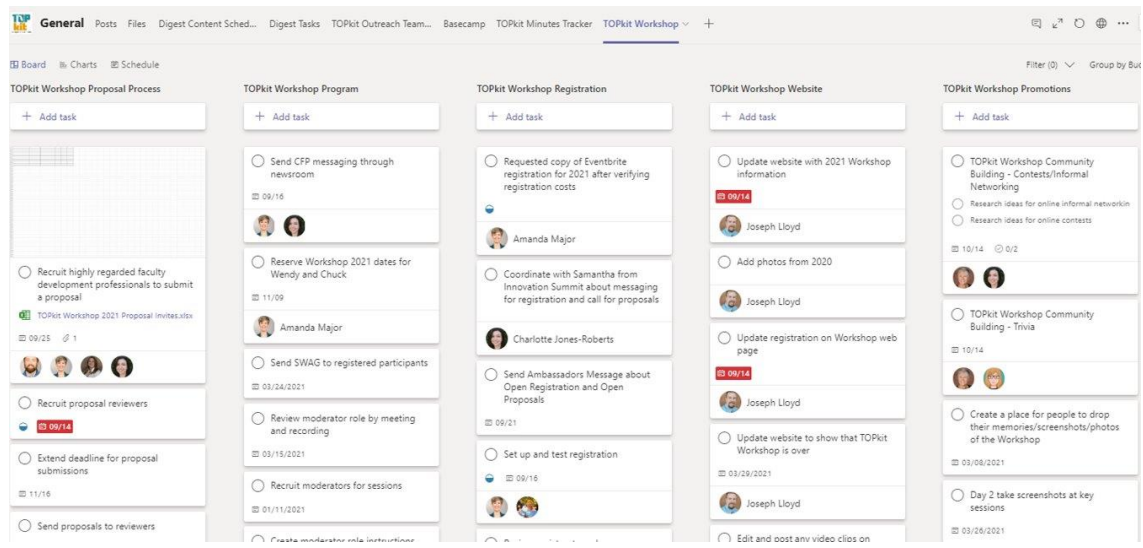 TOP
kit
General Posts Files Digest Content Sched... Digest Tasks TOPkit Outreach Team... Basecamp TOPkit Minutes Tracker TOPkit Workshop
Board Charts Schedule
Filter (0) Group by Buc
TOPkit Workshop Proposal Process
+ Add task
Recruit highly regarded faculty
development professionals to submit
a proposal
TOPkit Workshop 2021 Proposal Invites.xlsx
09/25 1
Recruit proposal reviewers
09/14
Extend deadline for proposal
submissions
11/16
Send proposals to reviewers
TOPkit Workshop Program
+ Add task
Send CFP messaging through
newsroom
09/16
Reserve Workshop 2021 dates for
Wendy and Chuck
11/09
Amanda Major
Send SWAG to registered participants
03/24/2021
Review moderator role by meeting
and recording
03/15/2021
Recruit moderators for sessions
01/11/2021
Create moderator role instructions
TOPkit Workshop Registration
+ Add task
Requested copy of Eventbrite
registration for 2021 after verifying
registration costs
Amanda Major
Coordinate with Samantha from
Innovation Summit about messaging
for registration and call for proposals
Charlotte Jones-Roberts
Send Ambassadors Message about
Open Registration and Open
Proposals
09/21
Set up and test registration
09/16
TOPkit Workshop Website
+ Add task
Update website with 2021 Workshop
information
09/14
Joseph Lloyd
Add photos from 2020
Joseph Lloyd
Update registration on Workshop web
page
09/14
Joseph Lloyd
Update website to show that TOPkit
Workshop is over
03/29/2021
Joseph Lloyd
Edit and post any video clips on
TOPkit Workshop Promotions
+ Add task
TOPkit Workshop Community
Building - Contests/Informal
Networking
Research ideas for online informal networkin
Research ideas for online contests
10/14 0/2
TOPkit Workshop Community
Building - Trivia
10/14
Create a place for people to drop
their memories/screenshots/photos
of the Workshop
03/08/2021
Day 2 take screenshots at key
sessions
03/26/2021